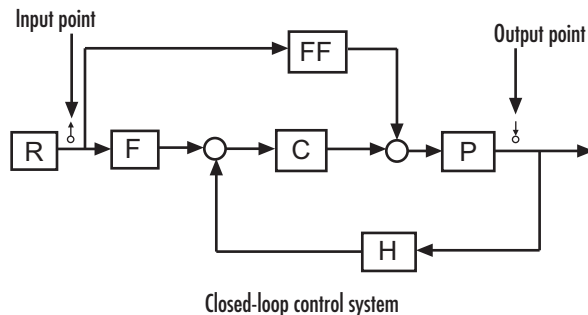 Input point
Output point
FF
R
F
C
P
H
Closed-loop control system